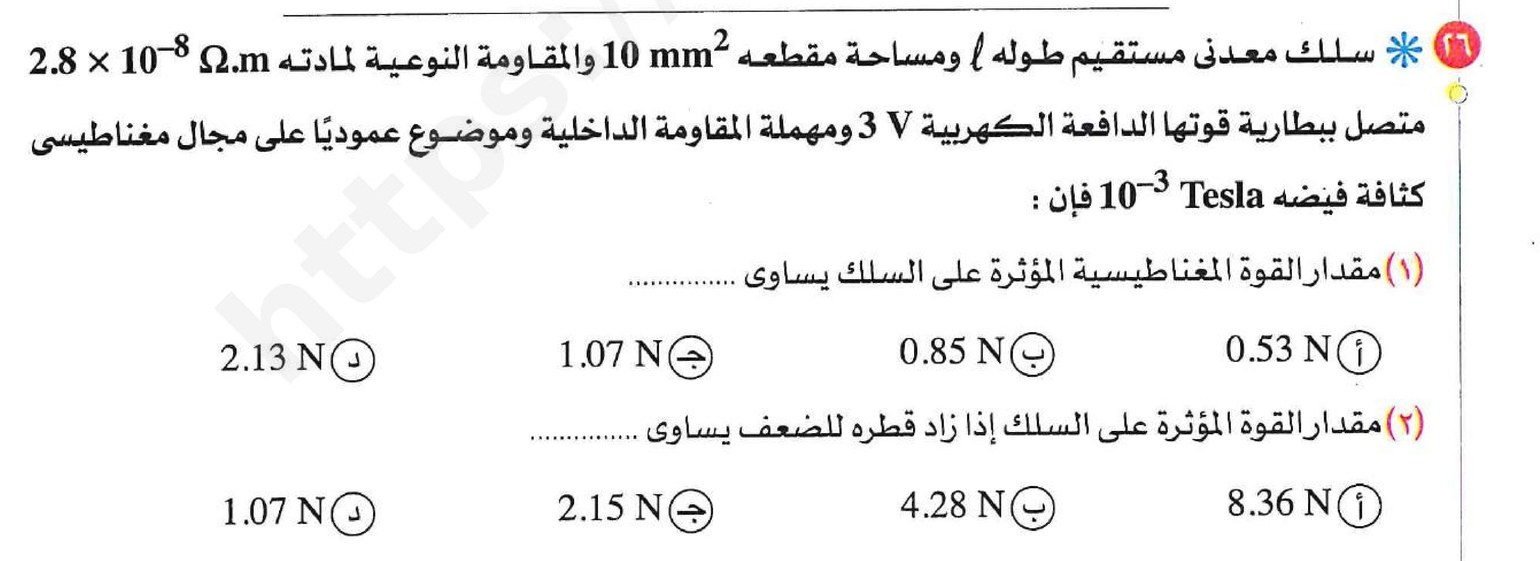 ٢٦ * سلك معدنى مستقيم طوله ℓ ومساحة مقطعه 10 mm² والمقاومة النوعية لمادته 2.8 × 10⁻⁸ Ω.m
متصل ببطارية قوتها الدافعة الكهربية 3 V ومهملة المقاومة الداخلية وموضوع عموديًا على مجال مغناطيسى
كثافة فيضه 10⁻³ Tesla فإن :
(١) مقدار القوة المغناطيسية المؤثرة على السلك يساوى ...............
أ 0.53 N ب 0.85 N ج 1.07 N د 2.13 N
(٢) مقدار القوة المؤثرة على السلك إذا زاد قطره للضعف يساوى ...............
أ 8.36 N ب 4.28 N ج 2.15 N د 1.07 N
https:/